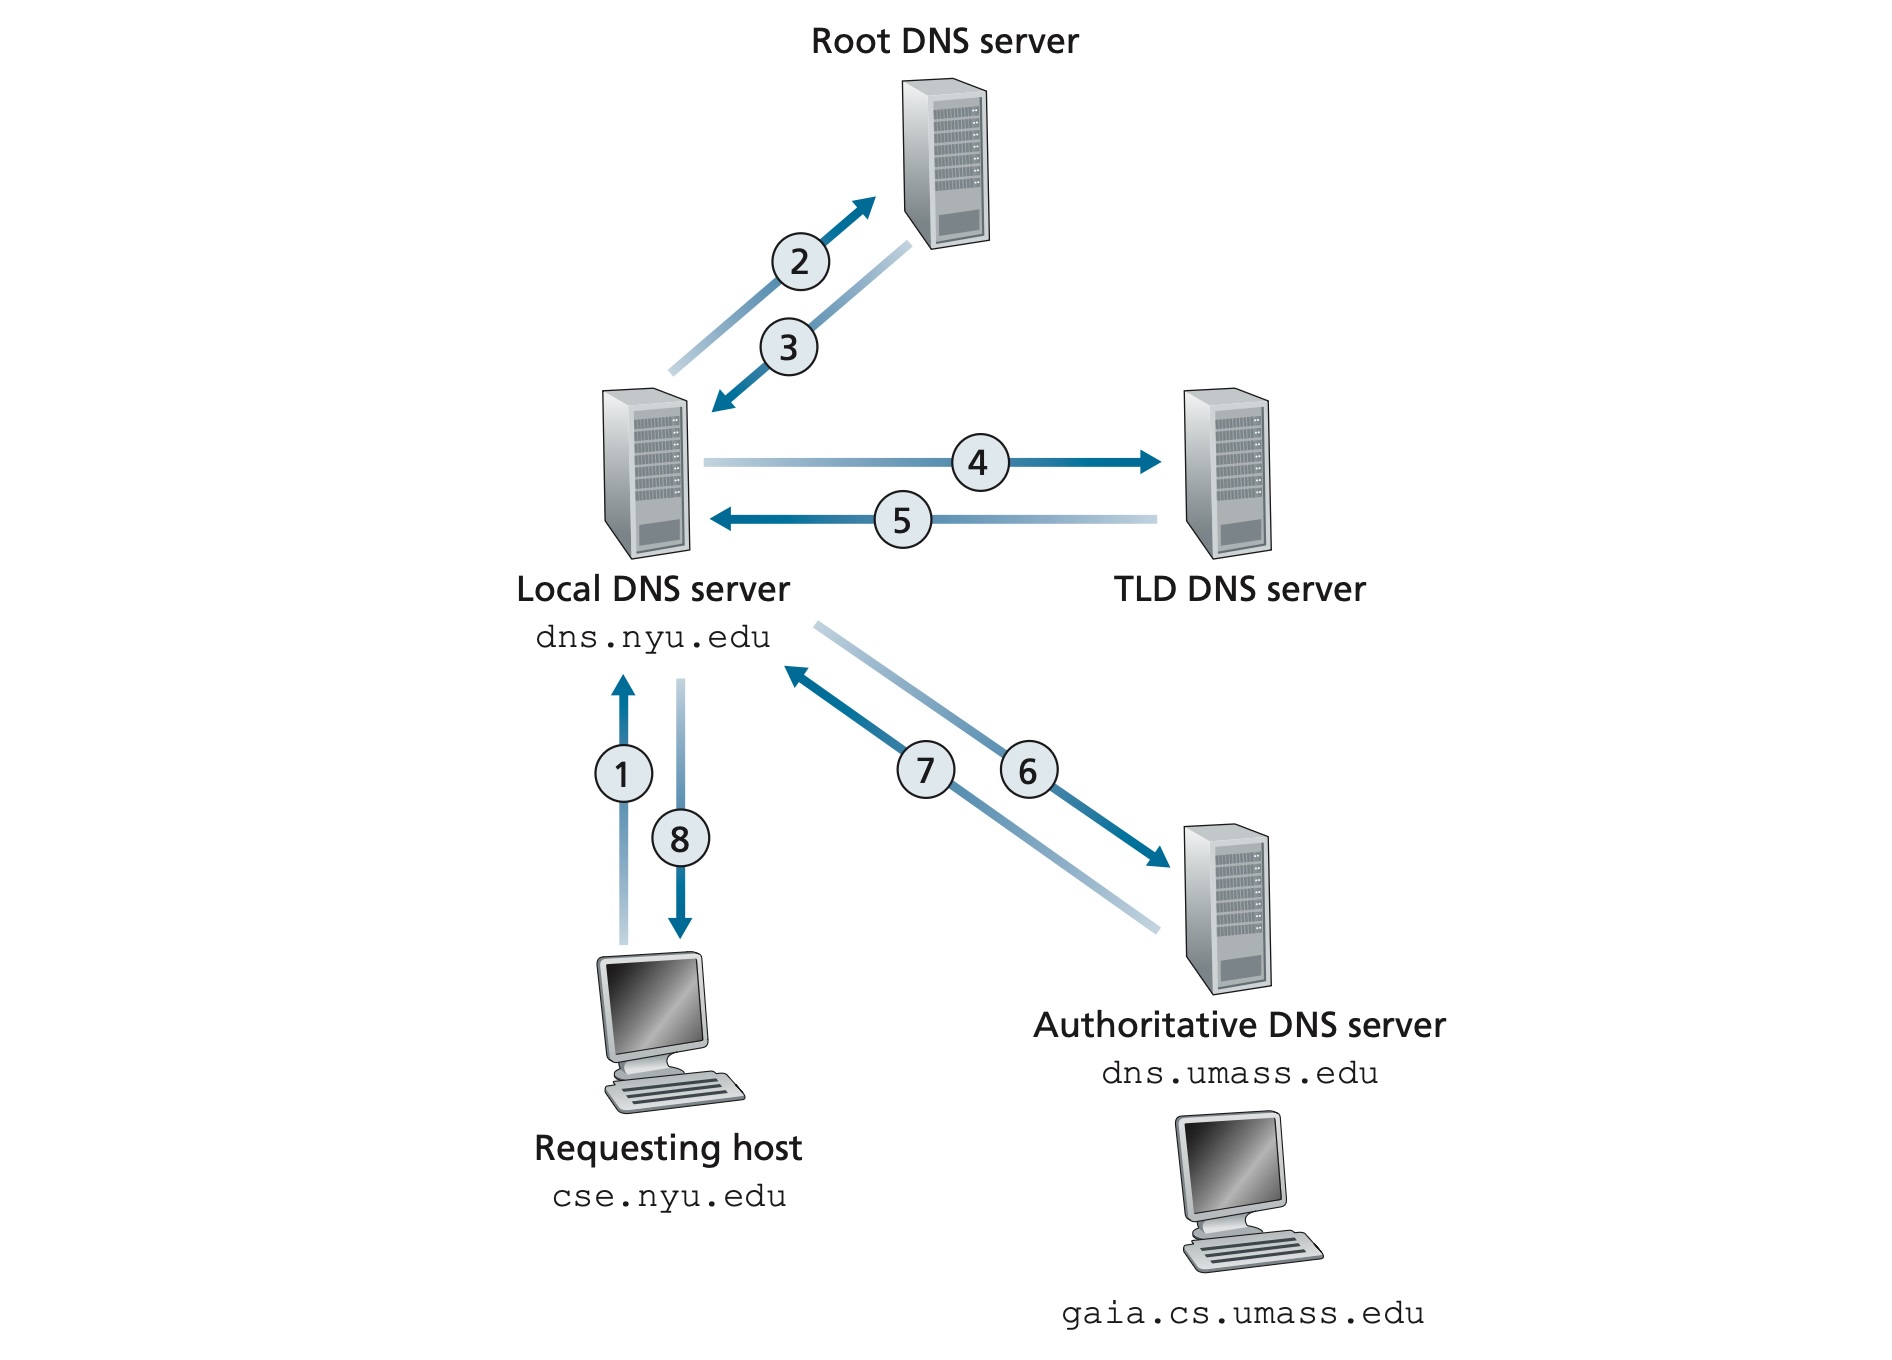 Root DNS server
2
3
4
5
Local DNS server
TLD DNS server
dns.nyu.edu
1
8
7
6
Authoritative DNS server
dns.umass.edu
Requesting host
cse.nyu.edu
gaia.cs.umass.edu